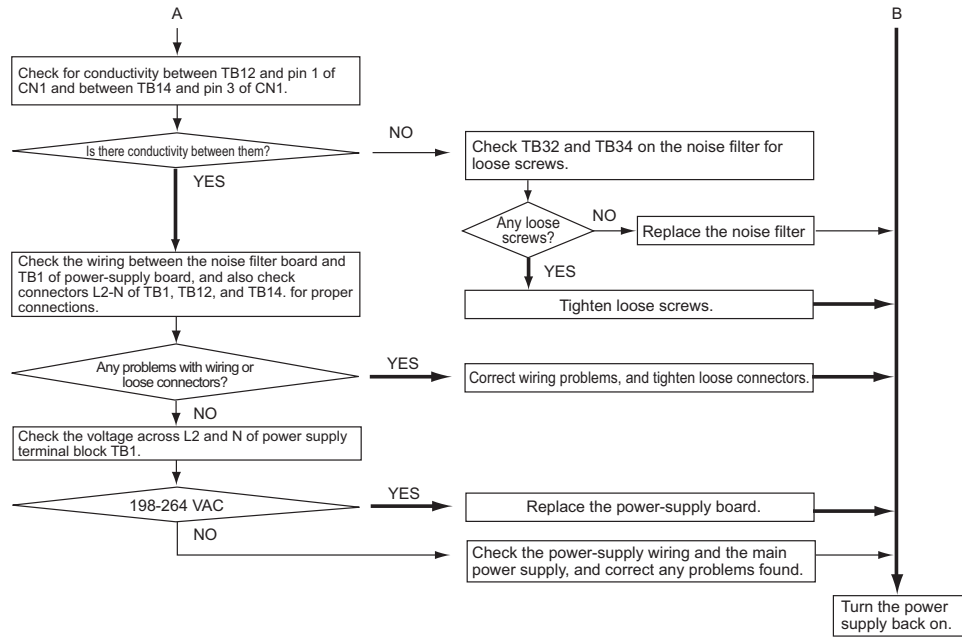 A
B
Check for conductivity between TB12 and pin 1 of
CN1 and between TB14 and pin 3 of CN1.
Is there conductivity between them?
NO
Check TB32 and TB34 on the noise filter for
loose screws.
YES
Any loose
screws?
NO
Replace the noise filter
YES
Check the wiring between the noise filter board and
TB1 of power-supply board, and also check
connectors L2-N of TB1, TB12, and TB14. for proper
connections.
Tighten loose screws.
Any problems with wiring or
loose connectors?
YES
Correct wiring problems, and tighten loose connectors.
NO
Check the voltage across L2 and N of power supply
terminal block TB1.
198-264 VAC
YES
Replace the power-supply board.
NO
Check the power-supply wiring and the main
power supply, and correct any problems found.
Turn the power
supply back on.